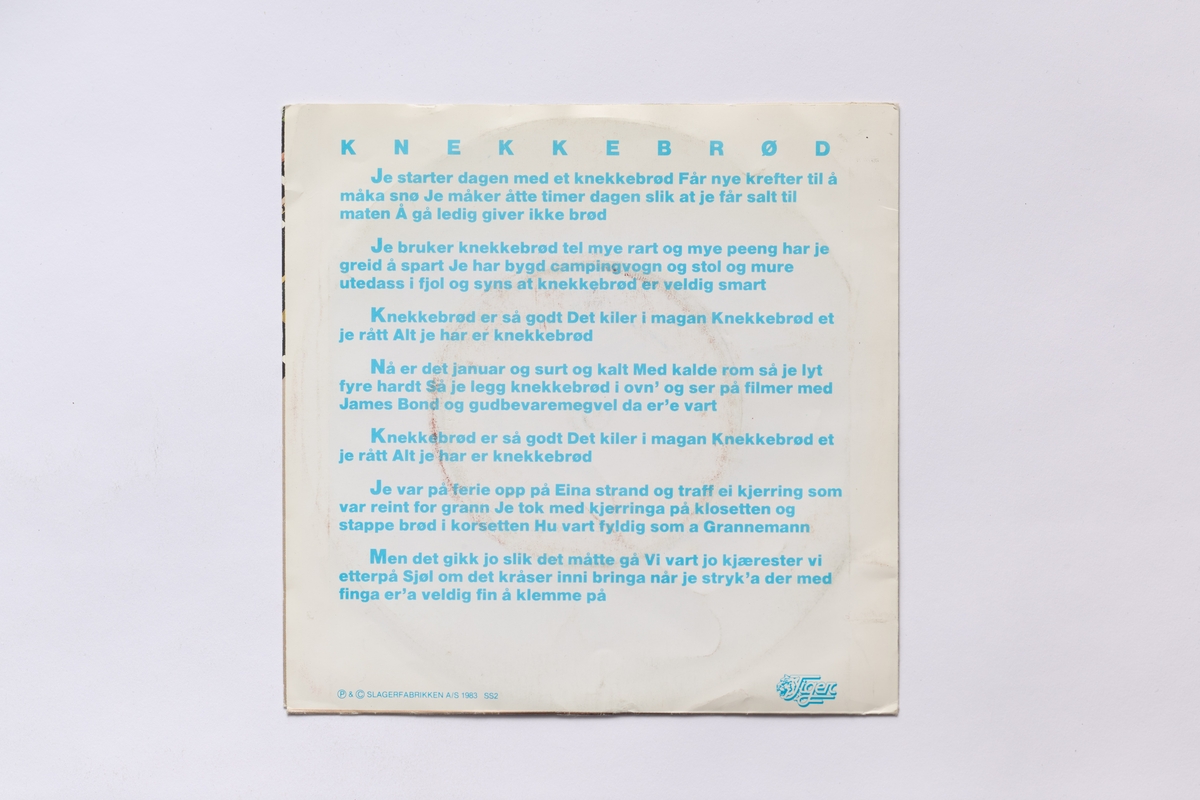 KNEKKEBRØD
Je starter dagen med et knekkebrød Får nye krefter til å
måka snø Je måker åtte timer dagen slik at je får salt til
maten Å gå ledig giver ikke brød
Je bruker knekkebrød tel mye rart og mye peeng har je
greid å spart Je har bygd campingvogn og stol og mure
utedass i fjol og syns at knekkebrød er veldig smart
Knekkebrød er så godt Det kiler i magan Knekkebrød et
je rått Alt je har er knekkebrød
Nå er det januar og surt og kalt Med kalde rom så je lyt
fyre hardt Så je legg knekkebrød i ovn' og ser på filmer med
James Bond og gudbevaremegvel da er'e vart
Knekkebrød er så godt Det kiler i magan Knekkebrød et
je rått Alt je har er knekkebrød
Je var på ferie opp på Eina strand og traff ei kjerring som
var reint for grann Je tok med kjerringa på klosetten og
stappe brød i korsetten Hu vart fyldig som a Grannemann
Men det gikk jo slik det måtte gå Vi vart jo kjærester vi
etterpå Sjøl om det kråser inni bringa når je stryk'a der med
finga er'a veldig fin å klemme på
Ⓟ & © SLAGERFABRIKKEN A/S 1983 SS2
Tiger